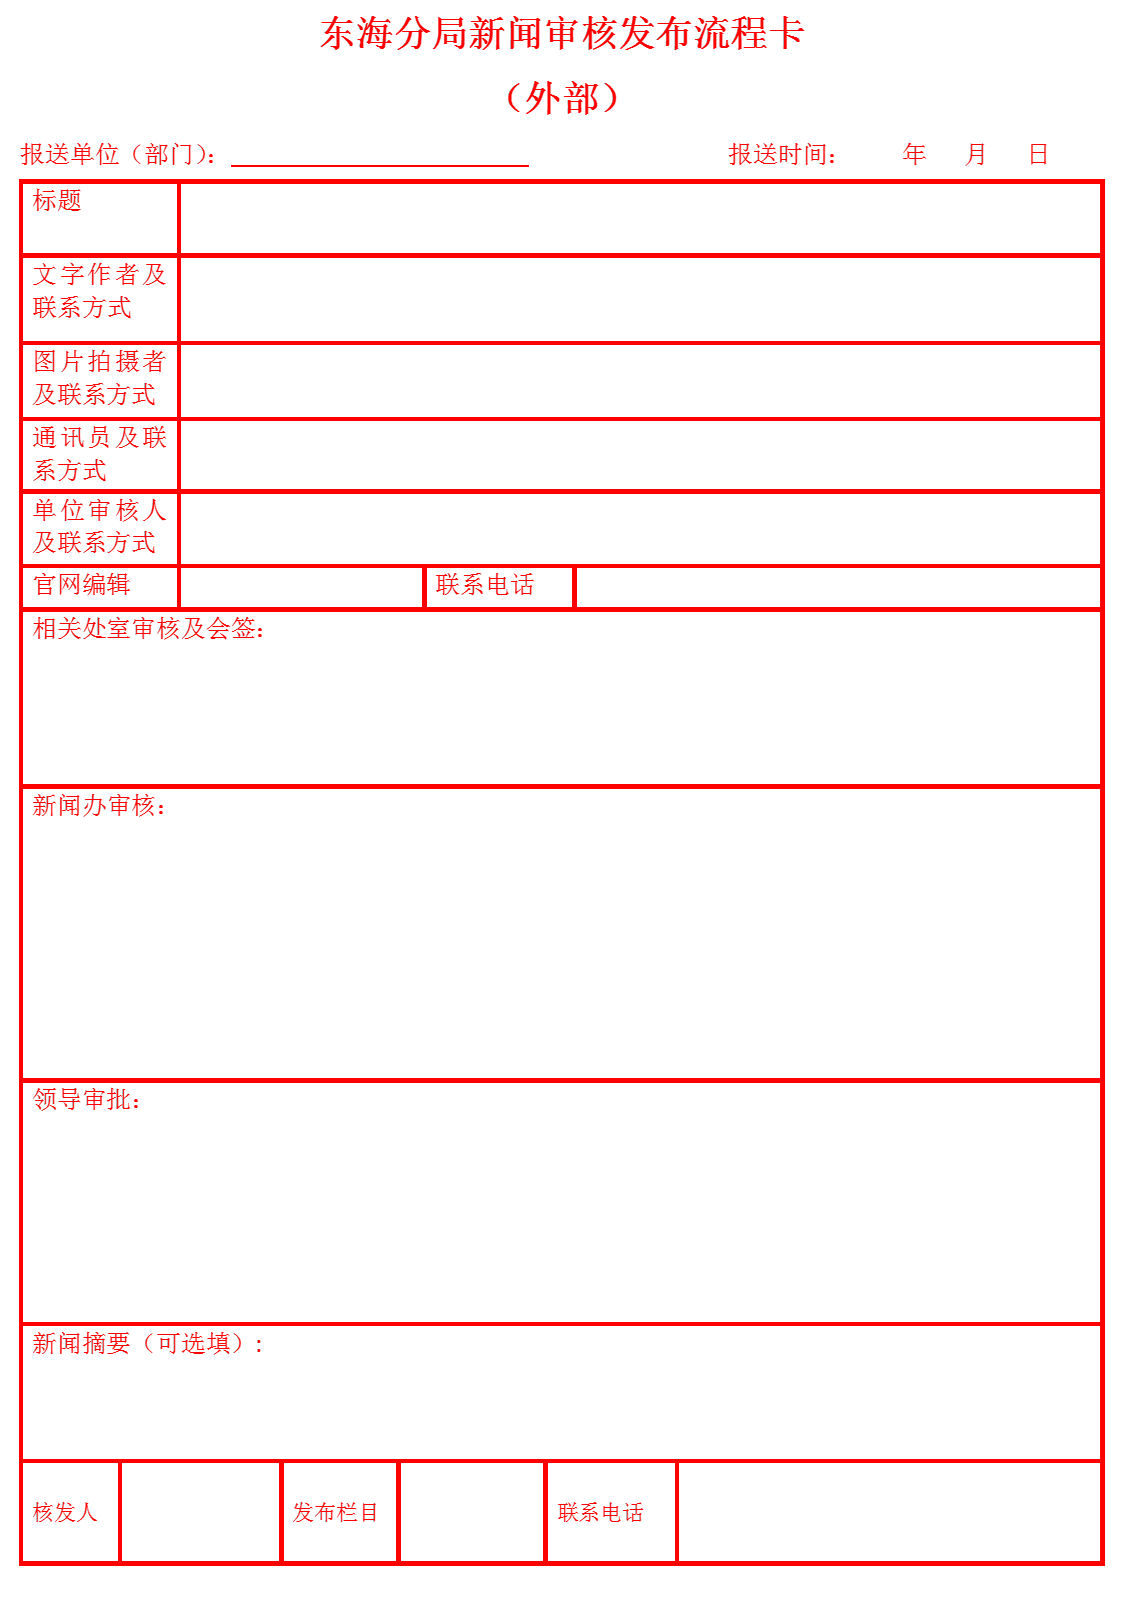 东海分局新闻审核发布流程卡
（外部）
报送单位（部门）： 报送时间： 年 月 日
标题
文字作者及
联系方式
图片拍摄者
及联系方式
通讯员及联
系方式
单位审核人
及联系方式
官网编辑 联系电话
相关处室审核及会签：
新闻办审核：
领导审批：
新闻摘要（可选填）：
核发人 发布栏目 联系电话